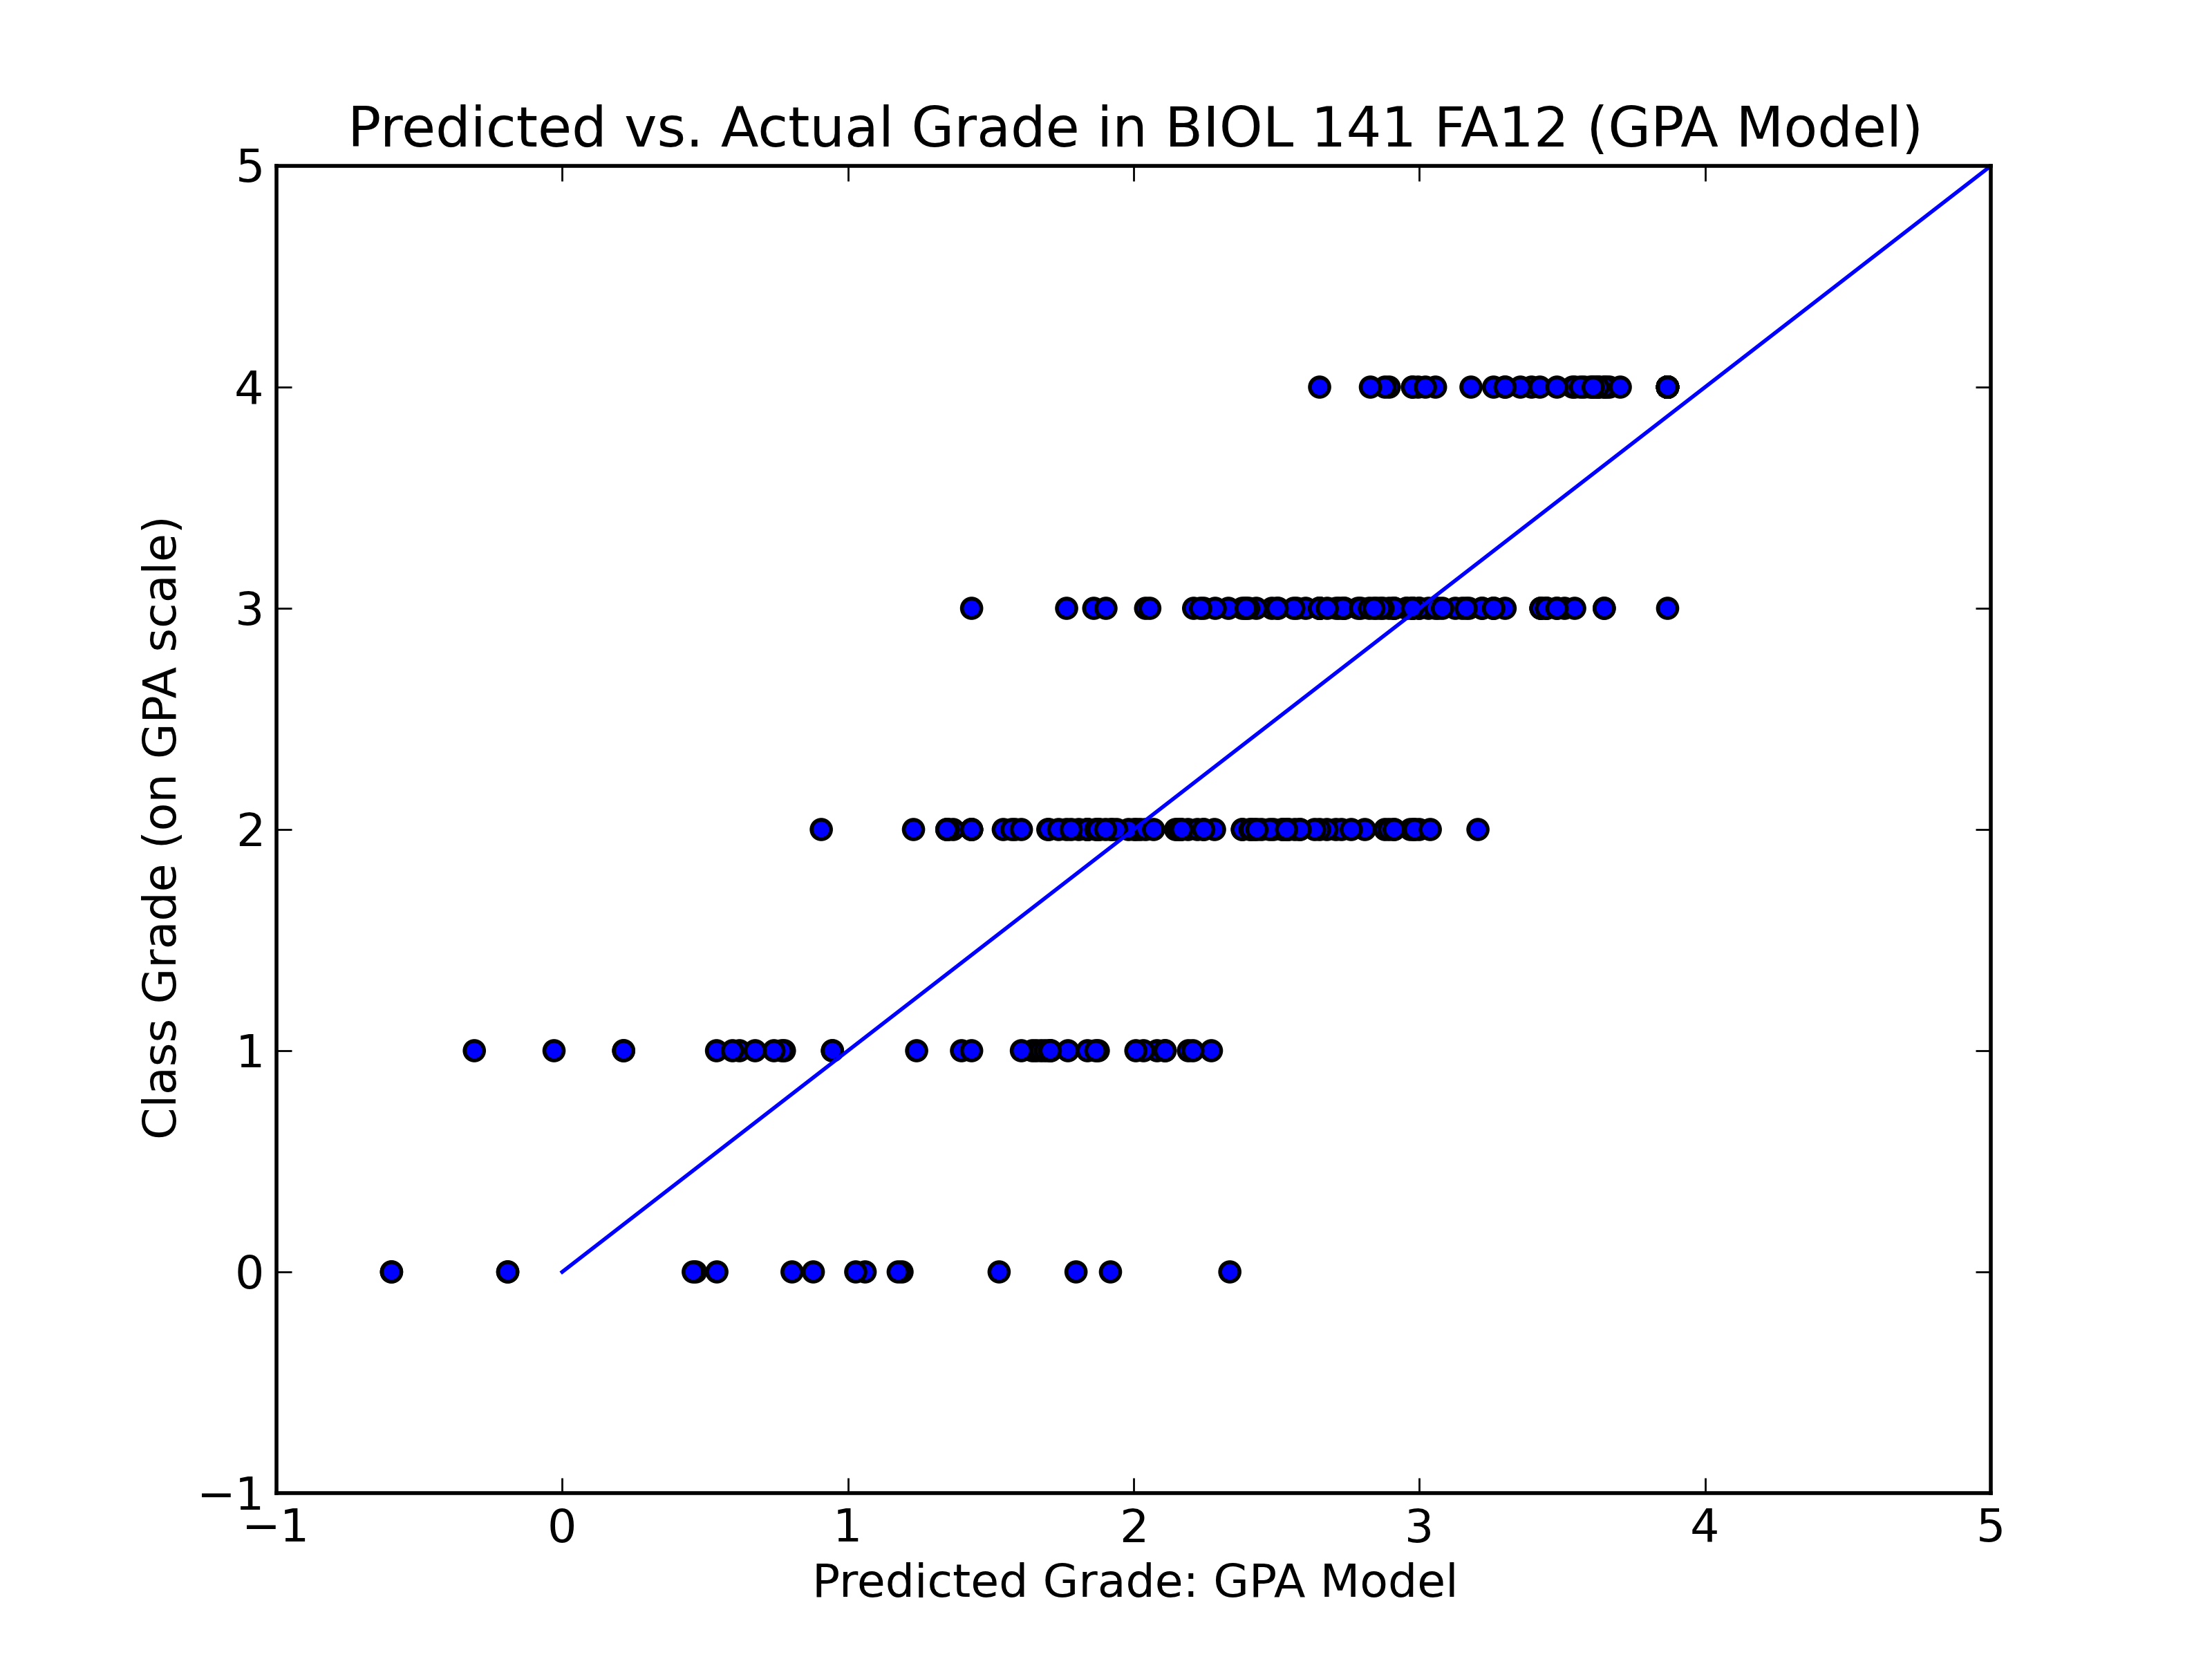 Predicted vs. Actual Grade in BIOL 141 FA12 (GPA Model)
5
4
3
2
1
0
−1
Class Grade (on GPA scale)
−1 0 1 2 3 4 5
Predicted Grade: GPA Model